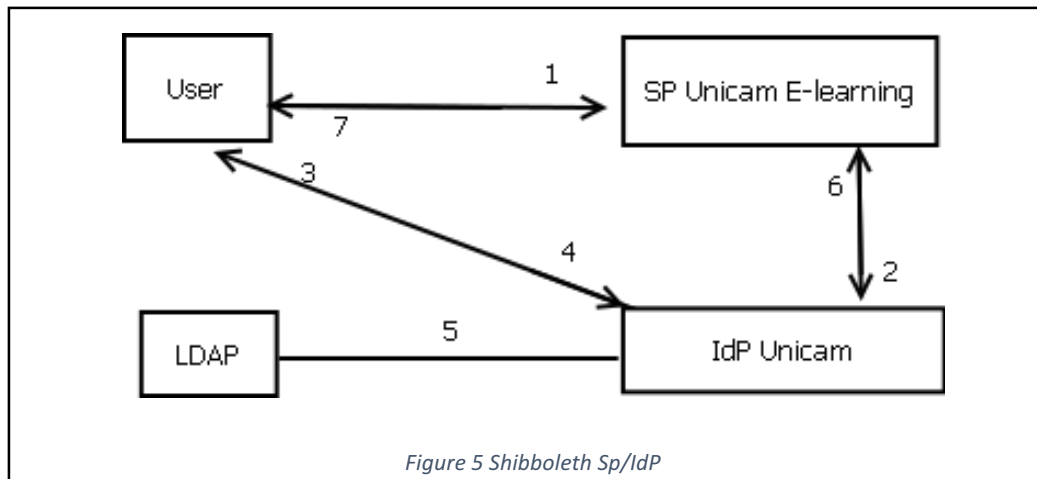 User
1
SP Unicam E-learning
7
3
6
4
2
LDAP
5
IdP Unicam
Figure 5 Shibboleth Sp/IdP